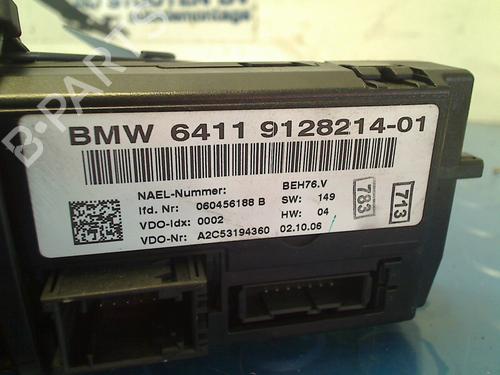 BMW 6411 9128214-01
NAEL-Nummer: BEH76.V
lfd. Nr: 060456188 B SW: 149
VDO-Idx: 0002 HW: 04
VDO-Nr: A2C53194360 02.10.06
783
713
B-PARTS